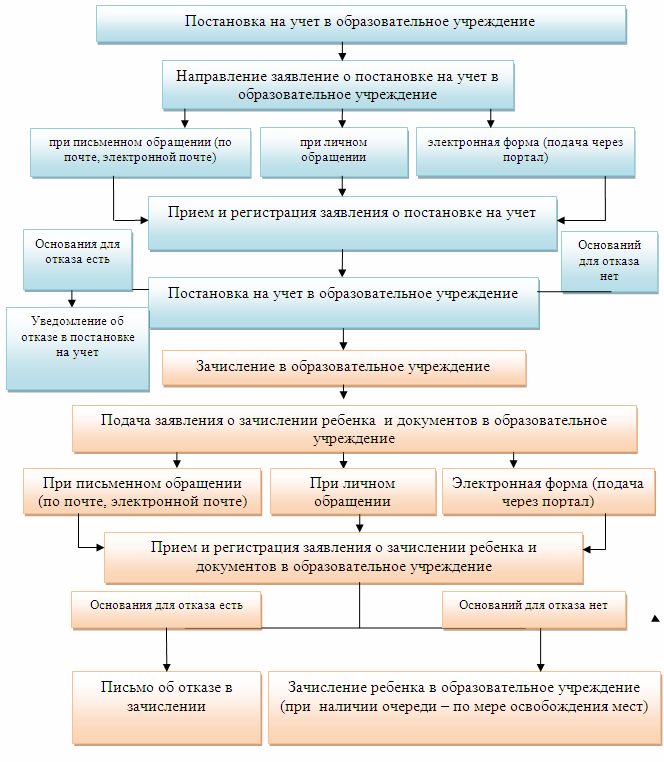 Постановка на учет в образовательное учреждение
Направление заявление о постановке на учет в
образовательное учреждение
при письменном обращении (по
почте, электронной почте)
при личном
обращении
электронная форма (подача через
портал)
Прием и регистрация заявления о постановке на учет
Основания для
отказа есть
Оснований
для отказа
нет
Постановка на учет в образовательное учреждение
Уведомление об
отказе в постановке
на учет
Зачисление в образовательное учреждение
Подача заявления о зачислении ребенка и документов в образовательное
учреждение
При письменном обращении
(по почте, электронной почте)
При личном
обращении
Электронная форма (подача
через портал)
Прием и регистрация заявления о зачислении ребенка и
документов в образовательное учреждение
Основания для отказа есть
Оснований для отказа нет
Письмо об отказе в
зачислении
Зачисление ребенка в образовательное учреждение
(при наличии очереди – по мере освобождения мест)